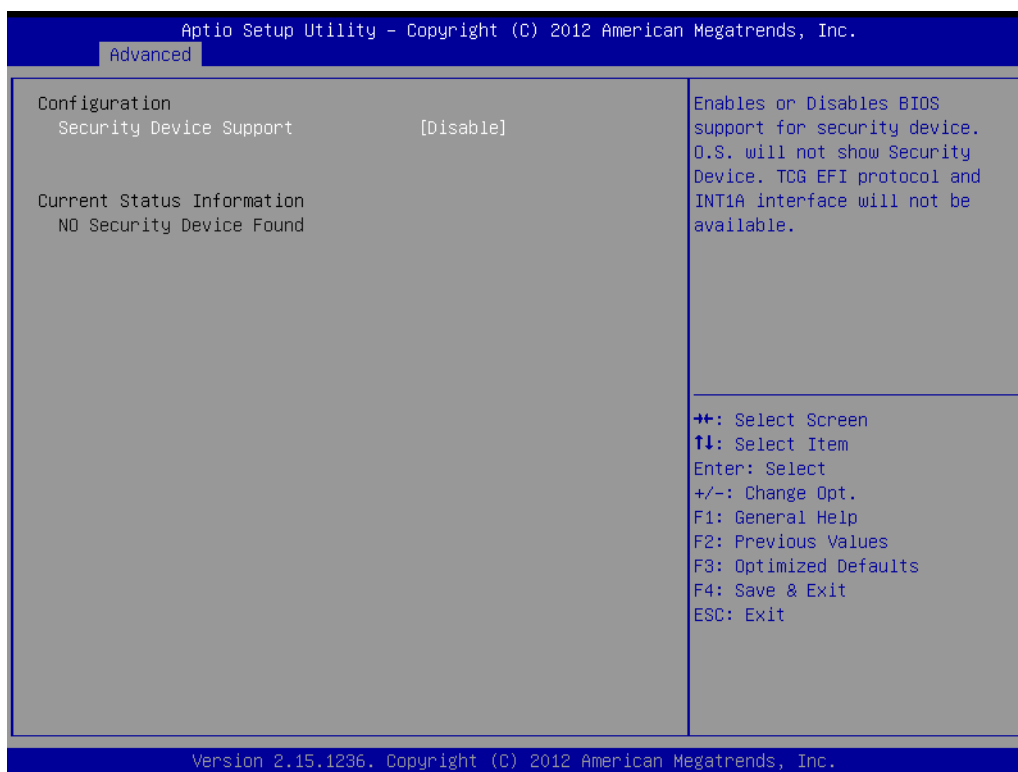 Aptio Setup Utility – Copyright (C) 2012 American Megatrends, Inc.
Advanced
Configuration
Security Device Support [Disable]
Current Status Information
NO Security Device Found
Enables or Disables BIOS
support for security device.
O.S. will not show Security
Device. TCG EFI protocol and
INT1A interface will not be
available.
→←: Select Screen
↑↓: Select Item
Enter: Select
+/-: Change Opt.
F1: General Help
F2: Previous Values
F3: Optimized Defaults
F4: Save & Exit
ESC: Exit
Version 2.15.1236. Copyright (C) 2012 American Megatrends, Inc.